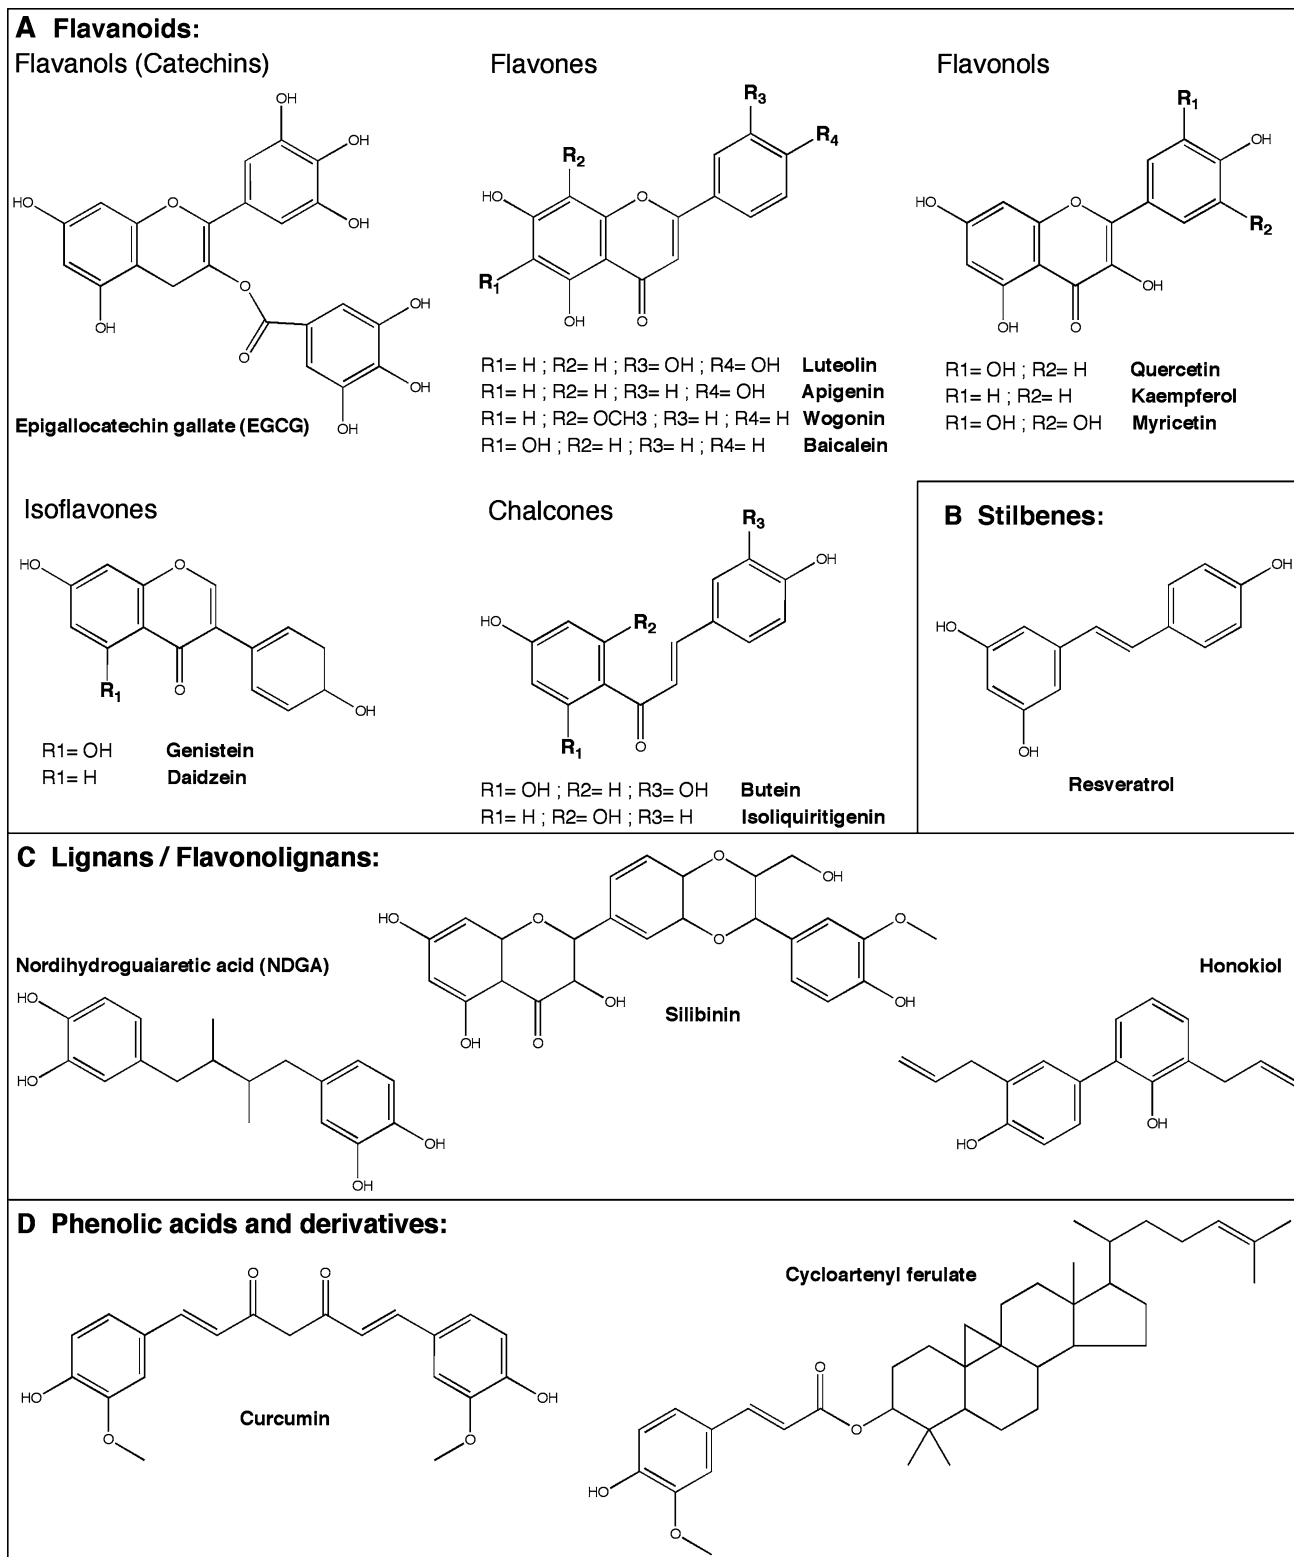 A Flavanoids:
Flavanols (Catechins)
OH
OH
HO
O
OH
OH
O
O
OH
OH
OH
Epigallocatechin gallate (EGCG)
Flavones
R3
R4
R2
HO
O
R1
OH
O
R1= H ; R2= H ; R3= OH ; R4= OH Luteolin
R1= H ; R2= H ; R3= H ; R4= OH Apigenin
R1= H ; R2= OCH3 ; R3= H ; R4= H Wogonin
R1= OH ; R2= H ; R3= H ; R4= H Baicalein
Flavonols
R1
OH
HO
O
R2
OH
OH
O
R1= OH ; R2= H Quercetin
R1= H ; R2= H Kaempferol
R1= OH ; R2= OH Myricetin
Isoflavones
HO
O
R1
O
OH
R1= OH Genistein
R1= H Daidzein
Chalcones
R3
OH
HO
R2
R1
O
R1= OH ; R2= H ; R3= OH Butein
R1= H ; R2= OH ; R3= H Isoliquiritigenin
B Stilbenes:
OH
HO
OH
Resveratrol
C Lignans / Flavonolignans:
Nordihydroguaiaretic acid (NDGA)
HO
HO
OH
OH
O
OH
HO
O
O
O
OH
OH
OH
O
Silibinin
Honokiol
HO
OH
D Phenolic acids and derivatives:
O
O
HO
OH
O
O
Curcumin
Cycloartenyl ferulate
O
O
HO
O